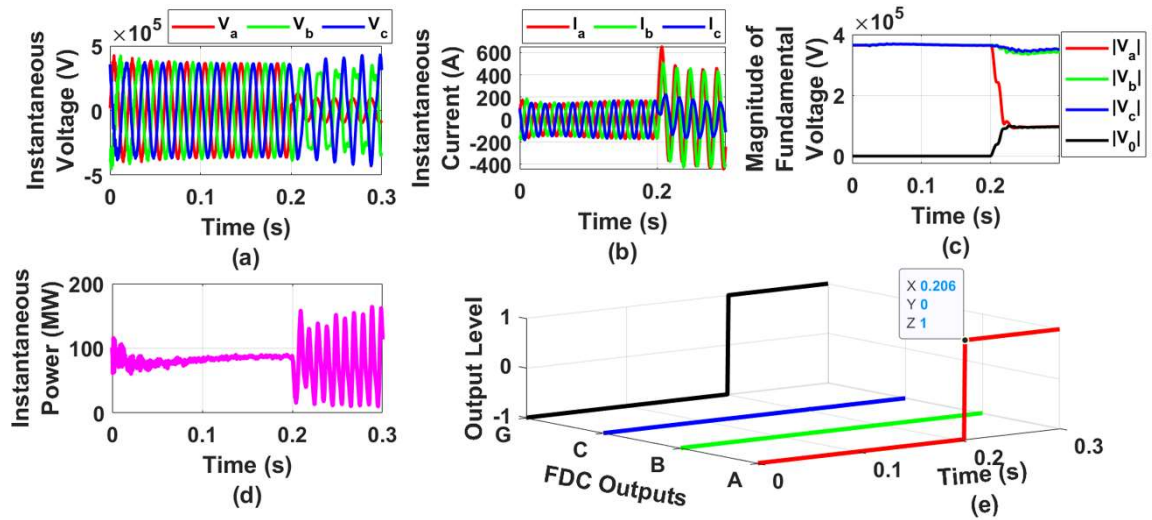 V_a V_b V_c
×10^5
Instantaneous
Voltage (V)
5
0
-5
0 0.1 0.2 0.3
Time (s)
(a)
I_a I_b I_c
Instantaneous
Current (A)
600
400
200
0
-200
-400
0 0.2
Time (s)
(b)
×10^5
Magnitude of
Fundamental
Voltage (V)
4
2
0
0 0.1 0.2
Time (s)
(c)
|V_a|
|V_b|
|V_c|
|V_0|
Instantaneous
Power (MW)
200
100
0
0 0.1 0.2 0.3
Time (s)
(d)
X 0.206
Y 0
Z 1
Output Level
1
0
-1
G
C
B
A
FDC Outputs
0
0.1
0.2
0.3
Time (s)
(e)